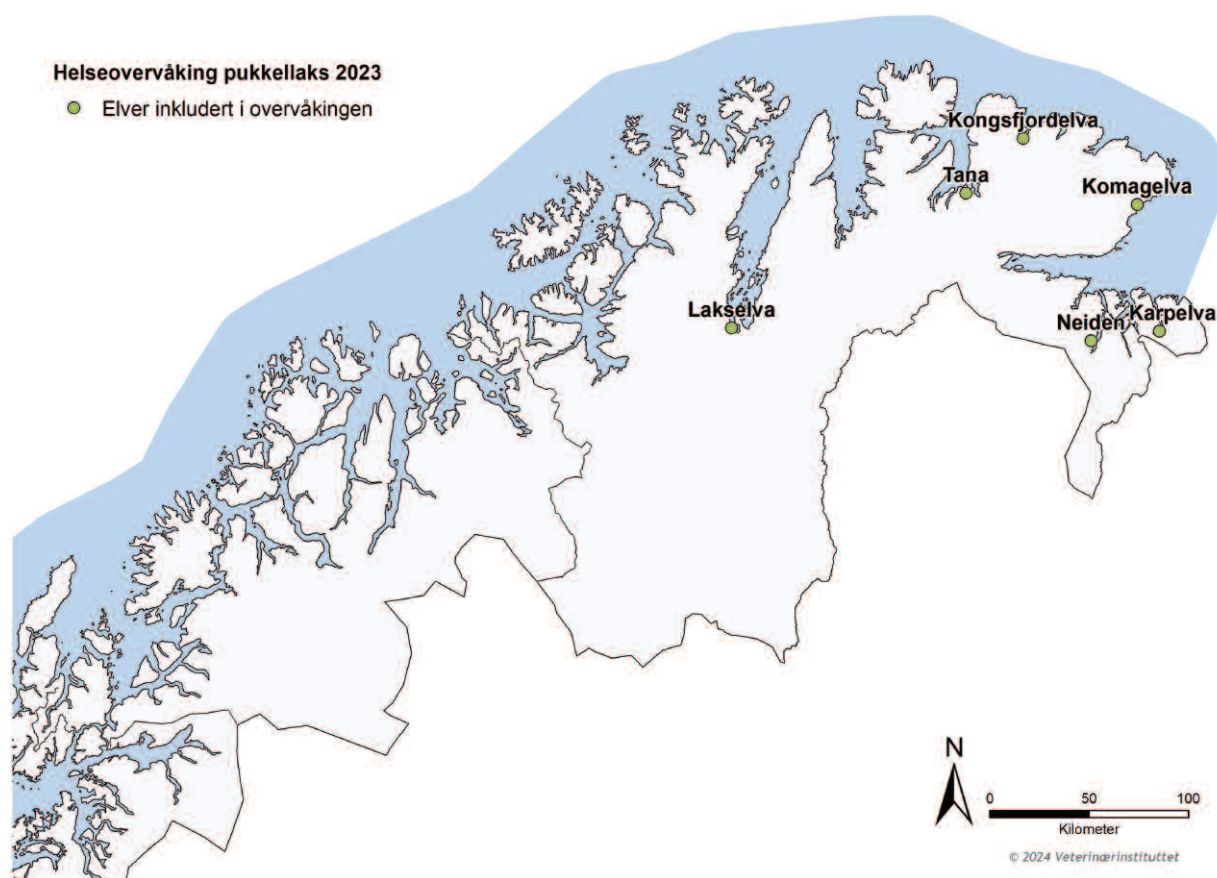 Helseovervåking pukkellaks 2023
Elver inkludert i overvåkingen
Kongsfjordelva
Tana
Komagelva
Lakselva
Neiden
Karpelva
N
0 50 100
Kilometer
© 2024 Veterinærinstituttet